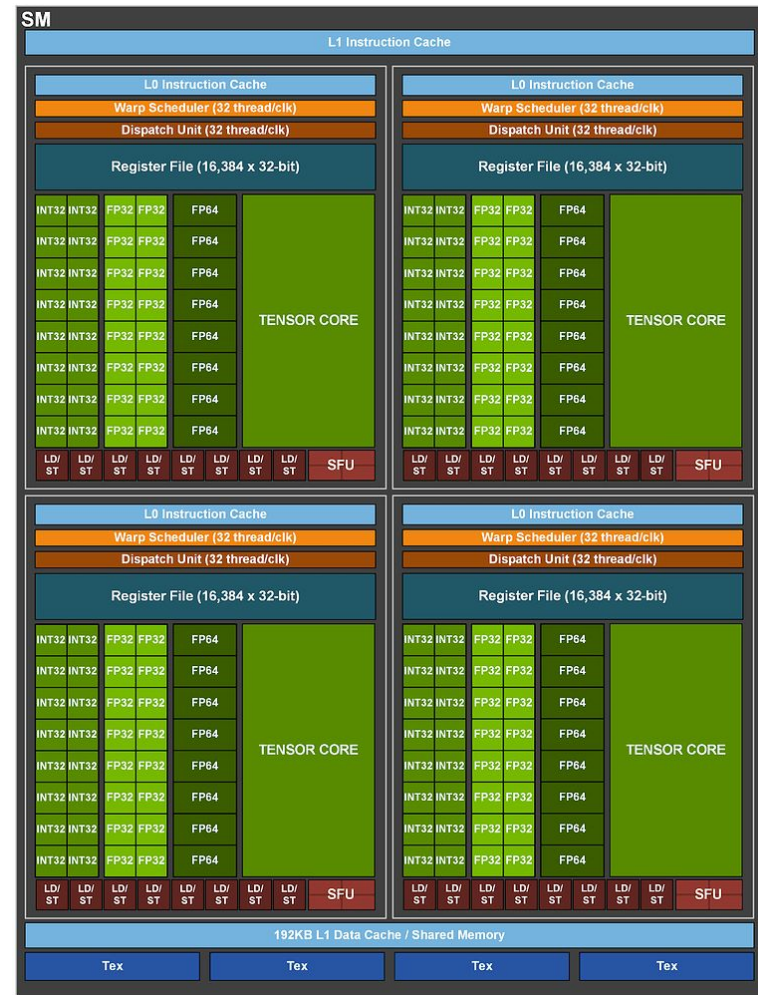 SM
L1 Instruction Cache
L0 Instruction Cache
Warp Scheduler (32 thread/clk)
Dispatch Unit (32 thread/clk)
Register File (16,384 x 32-bit)
INT32 INT32 FP32 FP32 FP64
INT32 INT32 FP32 FP32 FP64
INT32 INT32 FP32 FP32 FP64
INT32 INT32 FP32 FP32 FP64
INT32 INT32 FP32 FP32 FP64
INT32 INT32 FP32 FP32 FP64
INT32 INT32 FP32 FP32 FP64
INT32 INT32 FP32 FP32 FP64
TENSOR CORE
LD/ LD/ LD/ LD/ LD/ LD/ LD/ LD/
ST ST ST ST ST ST ST ST
SFU
L0 Instruction Cache
Warp Scheduler (32 thread/clk)
Dispatch Unit (32 thread/clk)
Register File (16,384 x 32-bit)
INT32 INT32 FP32 FP32 FP64
INT32 INT32 FP32 FP32 FP64
INT32 INT32 FP32 FP32 FP64
INT32 INT32 FP32 FP32 FP64
INT32 INT32 FP32 FP32 FP64
INT32 INT32 FP32 FP32 FP64
INT32 INT32 FP32 FP32 FP64
INT32 INT32 FP32 FP32 FP64
TENSOR CORE
LD/ LD/ LD/ LD/ LD/ LD/ LD/ LD/
ST ST ST ST ST ST ST ST
SFU
L0 Instruction Cache
Warp Scheduler (32 thread/clk)
Dispatch Unit (32 thread/clk)
Register File (16,384 x 32-bit)
INT32 INT32 FP32 FP32 FP64
INT32 INT32 FP32 FP32 FP64
INT32 INT32 FP32 FP32 FP64
INT32 INT32 FP32 FP32 FP64
INT32 INT32 FP32 FP32 FP64
INT32 INT32 FP32 FP32 FP64
INT32 INT32 FP32 FP32 FP64
INT32 INT32 FP32 FP32 FP64
TENSOR CORE
LD/ LD/ LD/ LD/ LD/ LD/ LD/ LD/
ST ST ST ST ST ST ST ST
SFU
L0 Instruction Cache
Warp Scheduler (32 thread/clk)
Dispatch Unit (32 thread/clk)
Register File (16,384 x 32-bit)
INT32 INT32 FP32 FP32 FP64
INT32 INT32 FP32 FP32 FP64
INT32 INT32 FP32 FP32 FP64
INT32 INT32 FP32 FP32 FP64
INT32 INT32 FP32 FP32 FP64
INT32 INT32 FP32 FP32 FP64
INT32 INT32 FP32 FP32 FP64
INT32 INT32 FP32 FP32 FP64
TENSOR CORE
LD/ LD/ LD/ LD/ LD/ LD/ LD/ LD/
ST ST ST ST ST ST ST ST
SFU
192KB L1 Data Cache / Shared Memory
Tex Tex Tex Tex